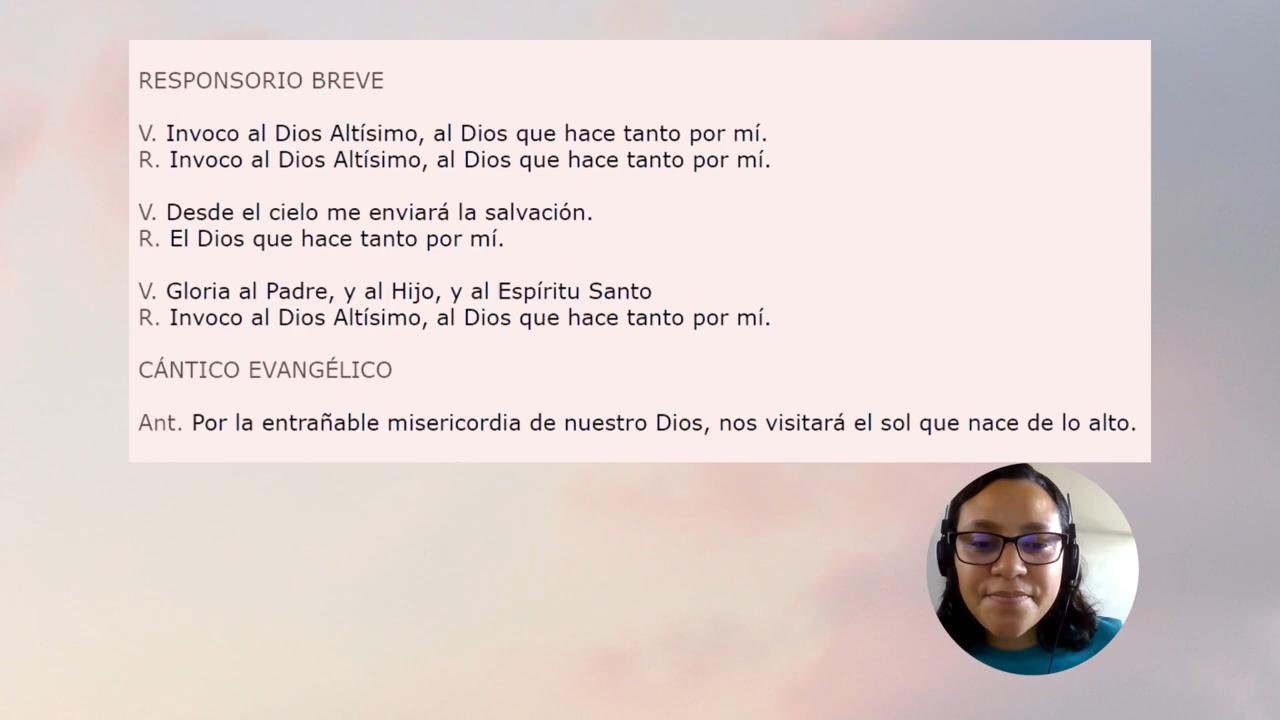 RESPONSORIO BREVE
V. Invoco al Dios Altísimo, al Dios que hace tanto por mí.
R. Invoco al Dios Altísimo, al Dios que hace tanto por mí.
V. Desde el cielo me enviará la salvación.
R. El Dios que hace tanto por mí.
V. Gloria al Padre, y al Hijo, y al Espíritu Santo
R. Invoco al Dios Altísimo, al Dios que hace tanto por mí.
CÁNTICO EVANGÉLICO
Ant. Por la entrañable misericordia de nuestro Dios, nos visitará el sol que nace de lo alto.